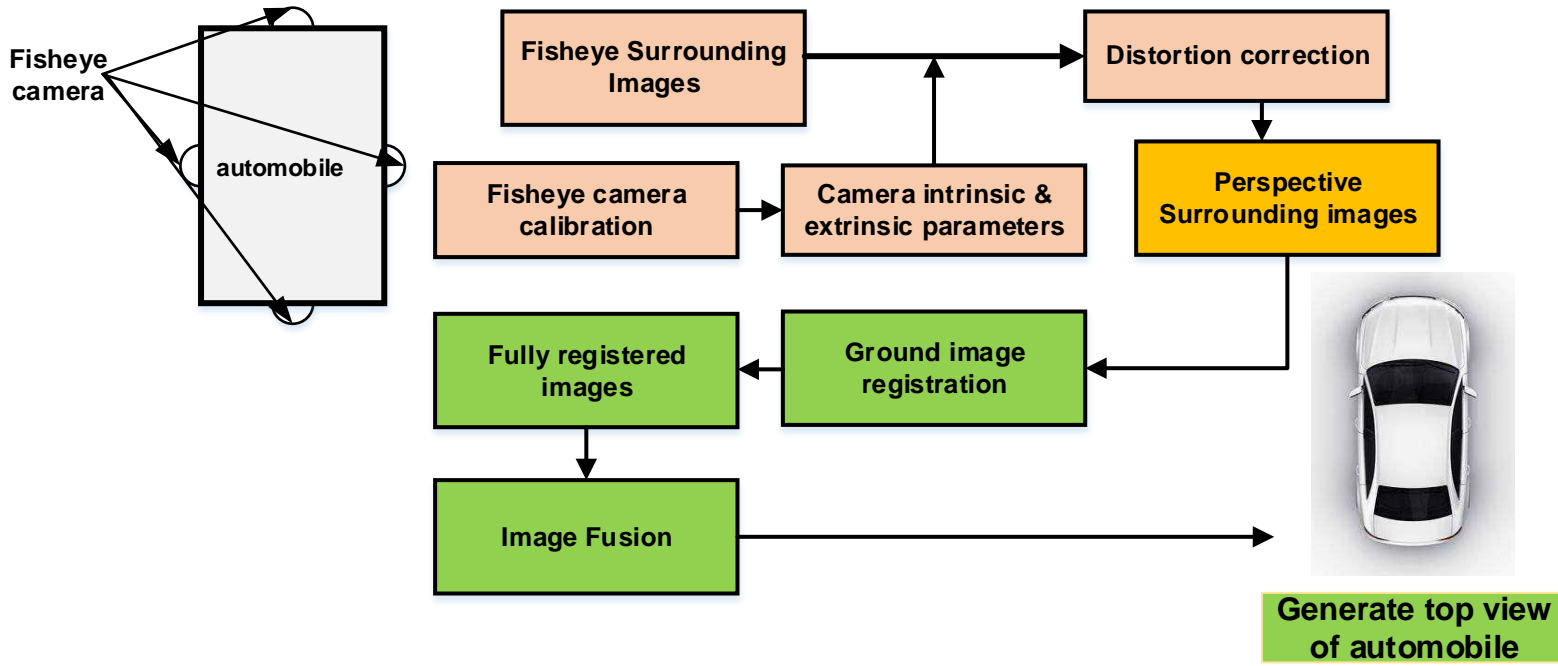 Fisheye
camera
automobile
Fisheye Surrounding
Images
Distortion correction
Fisheye camera
calibration
Camera intrinsic &
extrinsic parameters
Perspective
Surrounding images
Fully registered
images
Ground image
registration
Image Fusion
Generate top view
of automobile